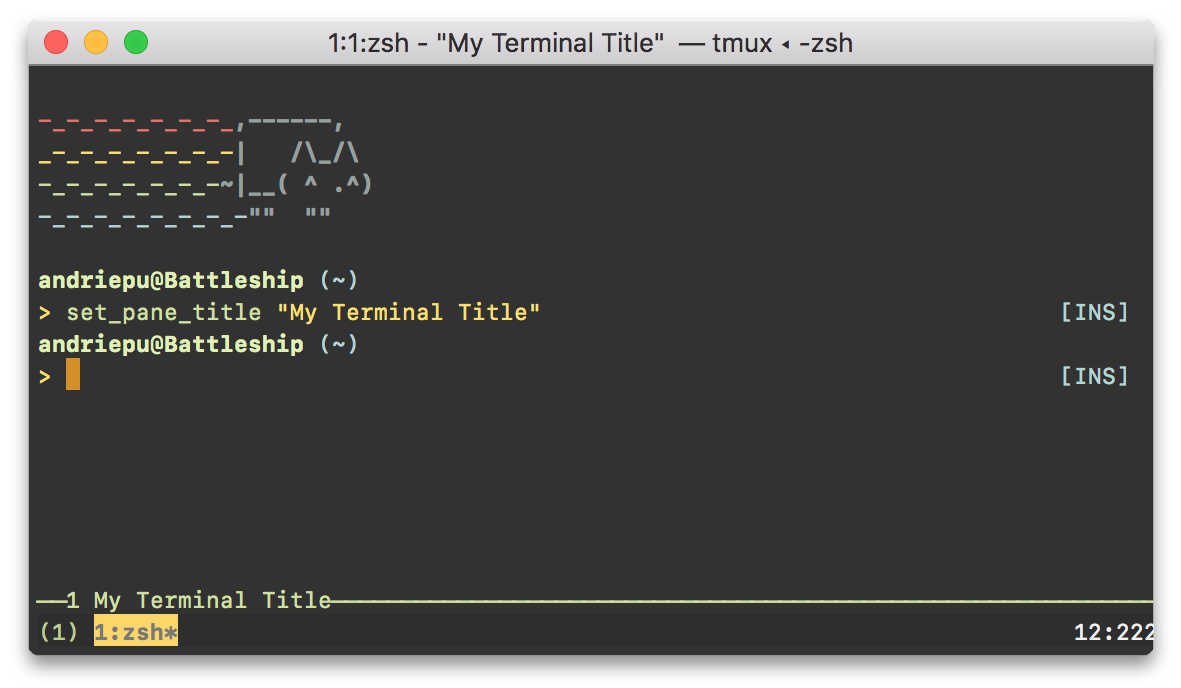 1:1:zsh - "My Terminal Title" — tmux ◂ -zsh
-_-_-_-_-_-_-_,------,
_-_-_-_-_-_-_-|   /\_/\
-_-_-_-_-_-_-~|__( ^ .^)
-_-_-_-_-_-_-_-""  ""
andriepu@Battleship (~)
> set_pane_title "My Terminal Title" [INS]
andriepu@Battleship (~)
> [INS]
1 My Terminal Title
(1) 1:zsh* 12:222